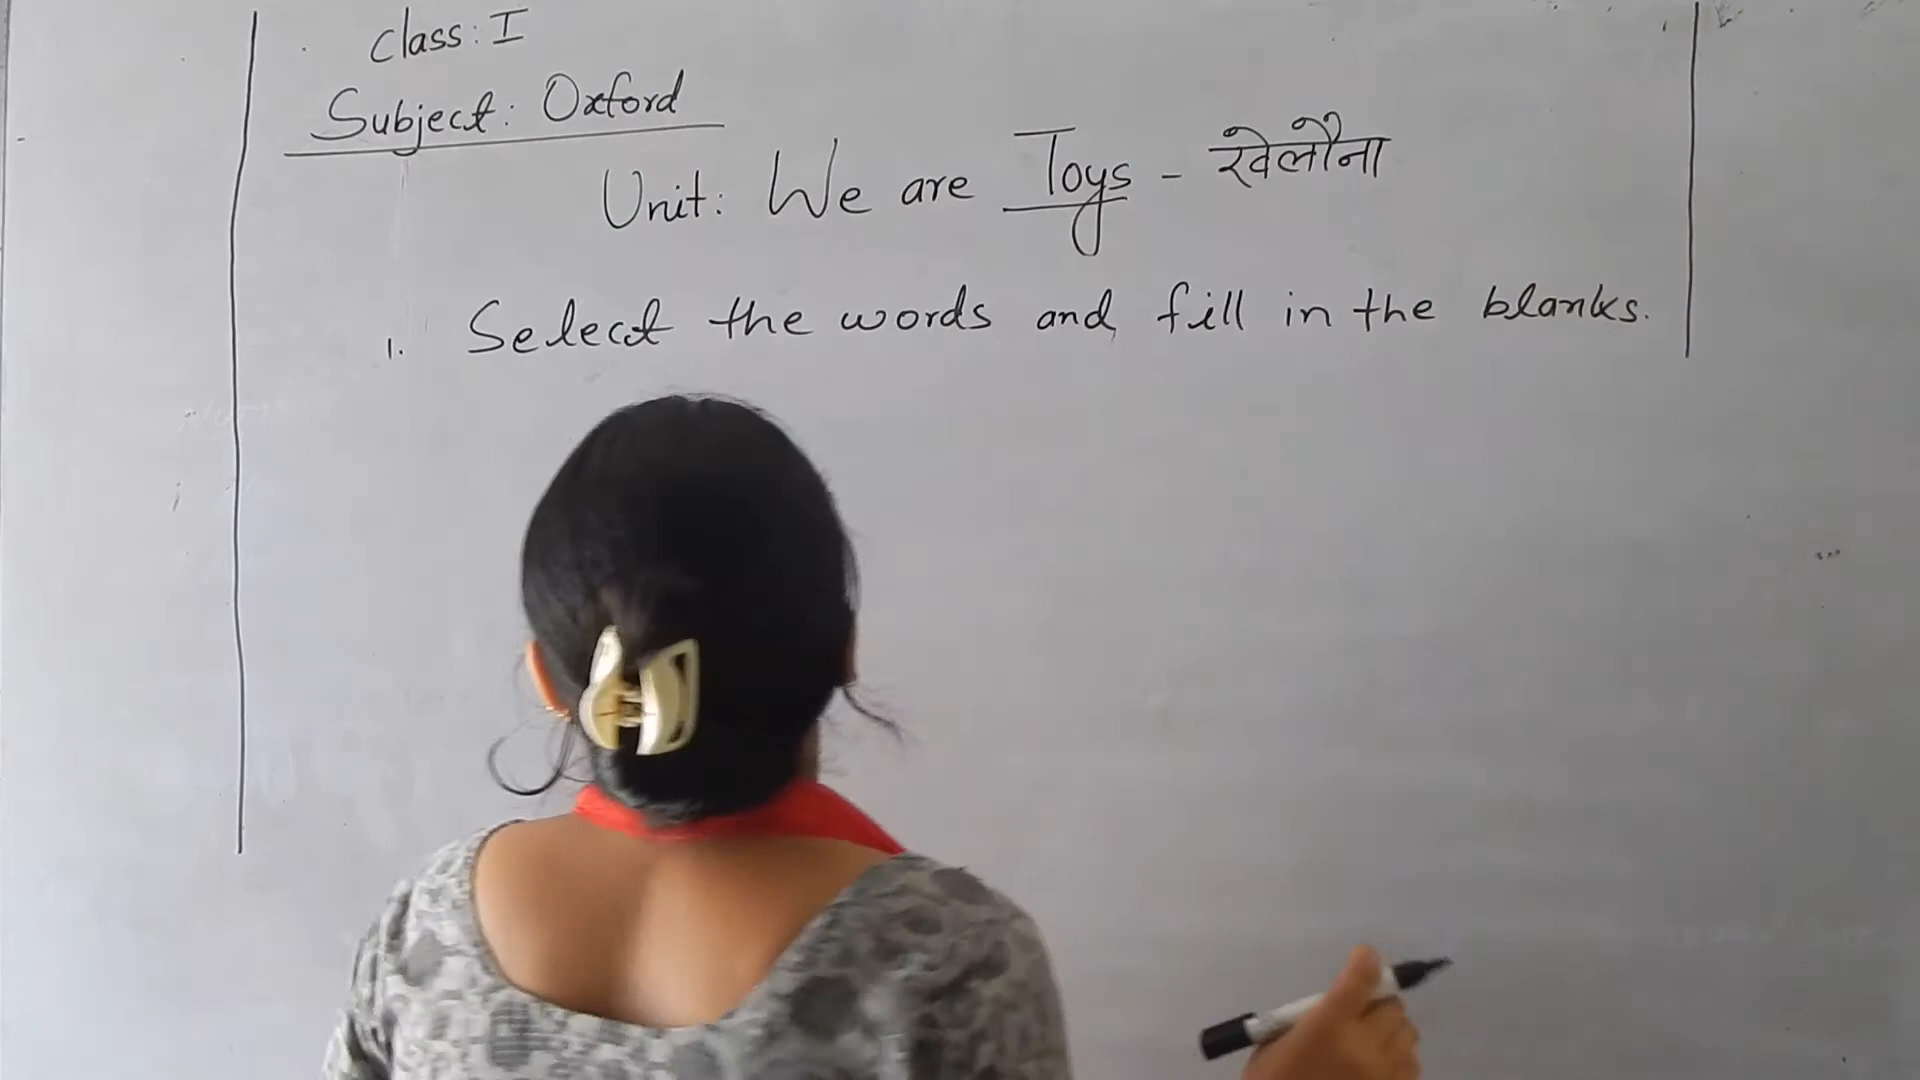 Class: I
Subject: Oxford
Unit: We are Toys - खेलौना
1. Select the words and fill in the blanks.